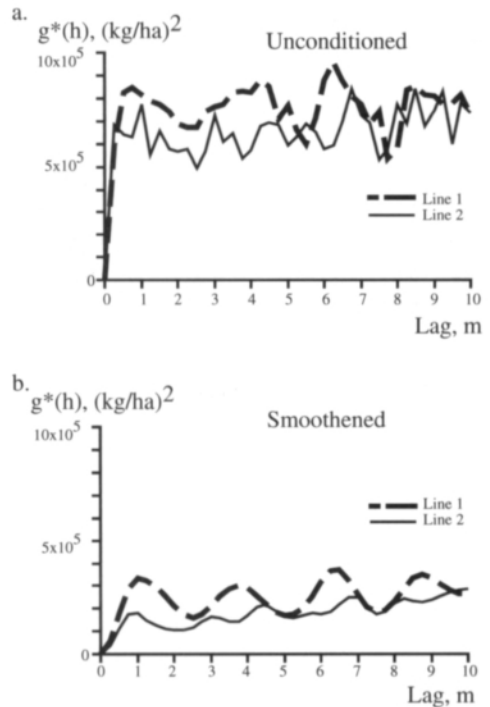 a.
g*(h), (kg/ha)2
Unconditioned
10x105
5x105
0
Line 1
Line 2
0 1 2 3 4 5 6 7 8 9 10
Lag, m
b.
g*(h), (kg/ha)2
Smoothened
10x105
5x105
0
Line 1
Line 2
0 1 2 3 4 5 6 7 8 9 10
Lag, m